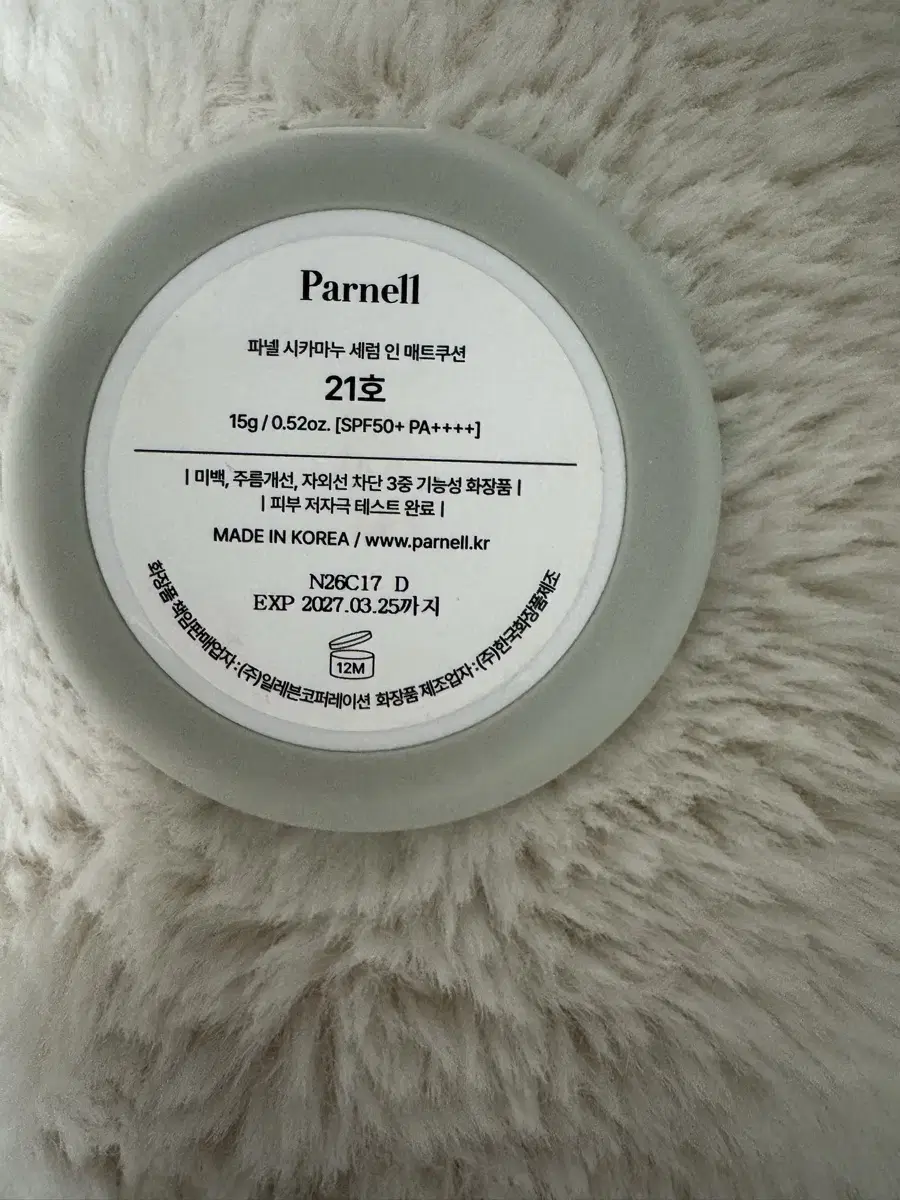 Parnell
파넬 시카마누 세럼 인 매트쿠션
21호
15g / 0.52oz. [SPF50+ PA++++]
| 미백, 주름개선, 자외선 차단 3중 기능성 화장품 |
| 피부 저자극 테스트 완료 |
MADE IN KOREA / www.parnell.kr
N26C17 D
EXP 2027.03.25까지
12M
화장품 책임판매업자 : (주)일레븐코퍼레이션 화장품 제조업자 : (주)한국화장품제조